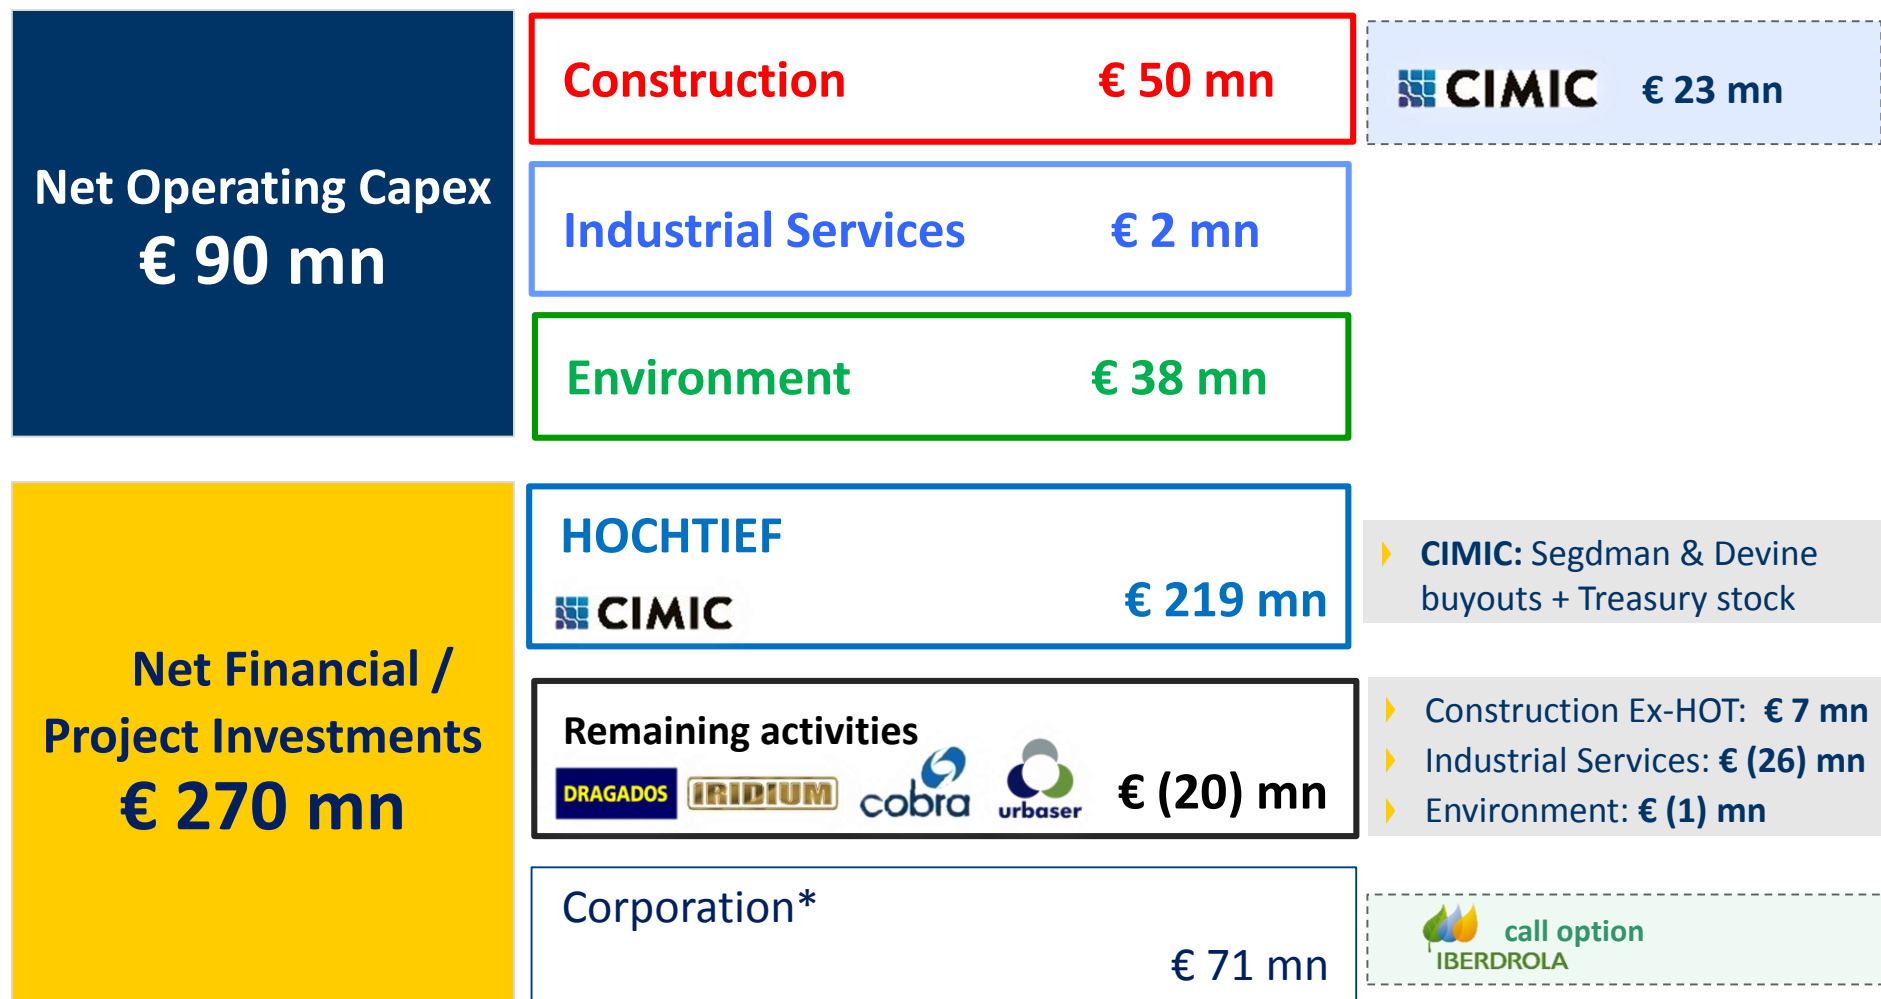 Net Operating Capex
€ 90 mn
Construction € 50 mn
CIMIC € 23 mn
Industrial Services € 2 mn
Environment € 38 mn
Net Financial /
Project Investments
€ 270 mn
HOCHTIEF
CIMIC € 219 mn
CIMIC: Segdman & Devine
buyouts + Treasury stock
Remaining activities
DRAGADOS IRIDIUM cobra urbaser € (20) mn
Construction Ex-HOT: € 7 mn
Industrial Services: € (26) mn
Environment: € (1) mn
Corporation*
€ 71 mn
call option
IBERDROLA